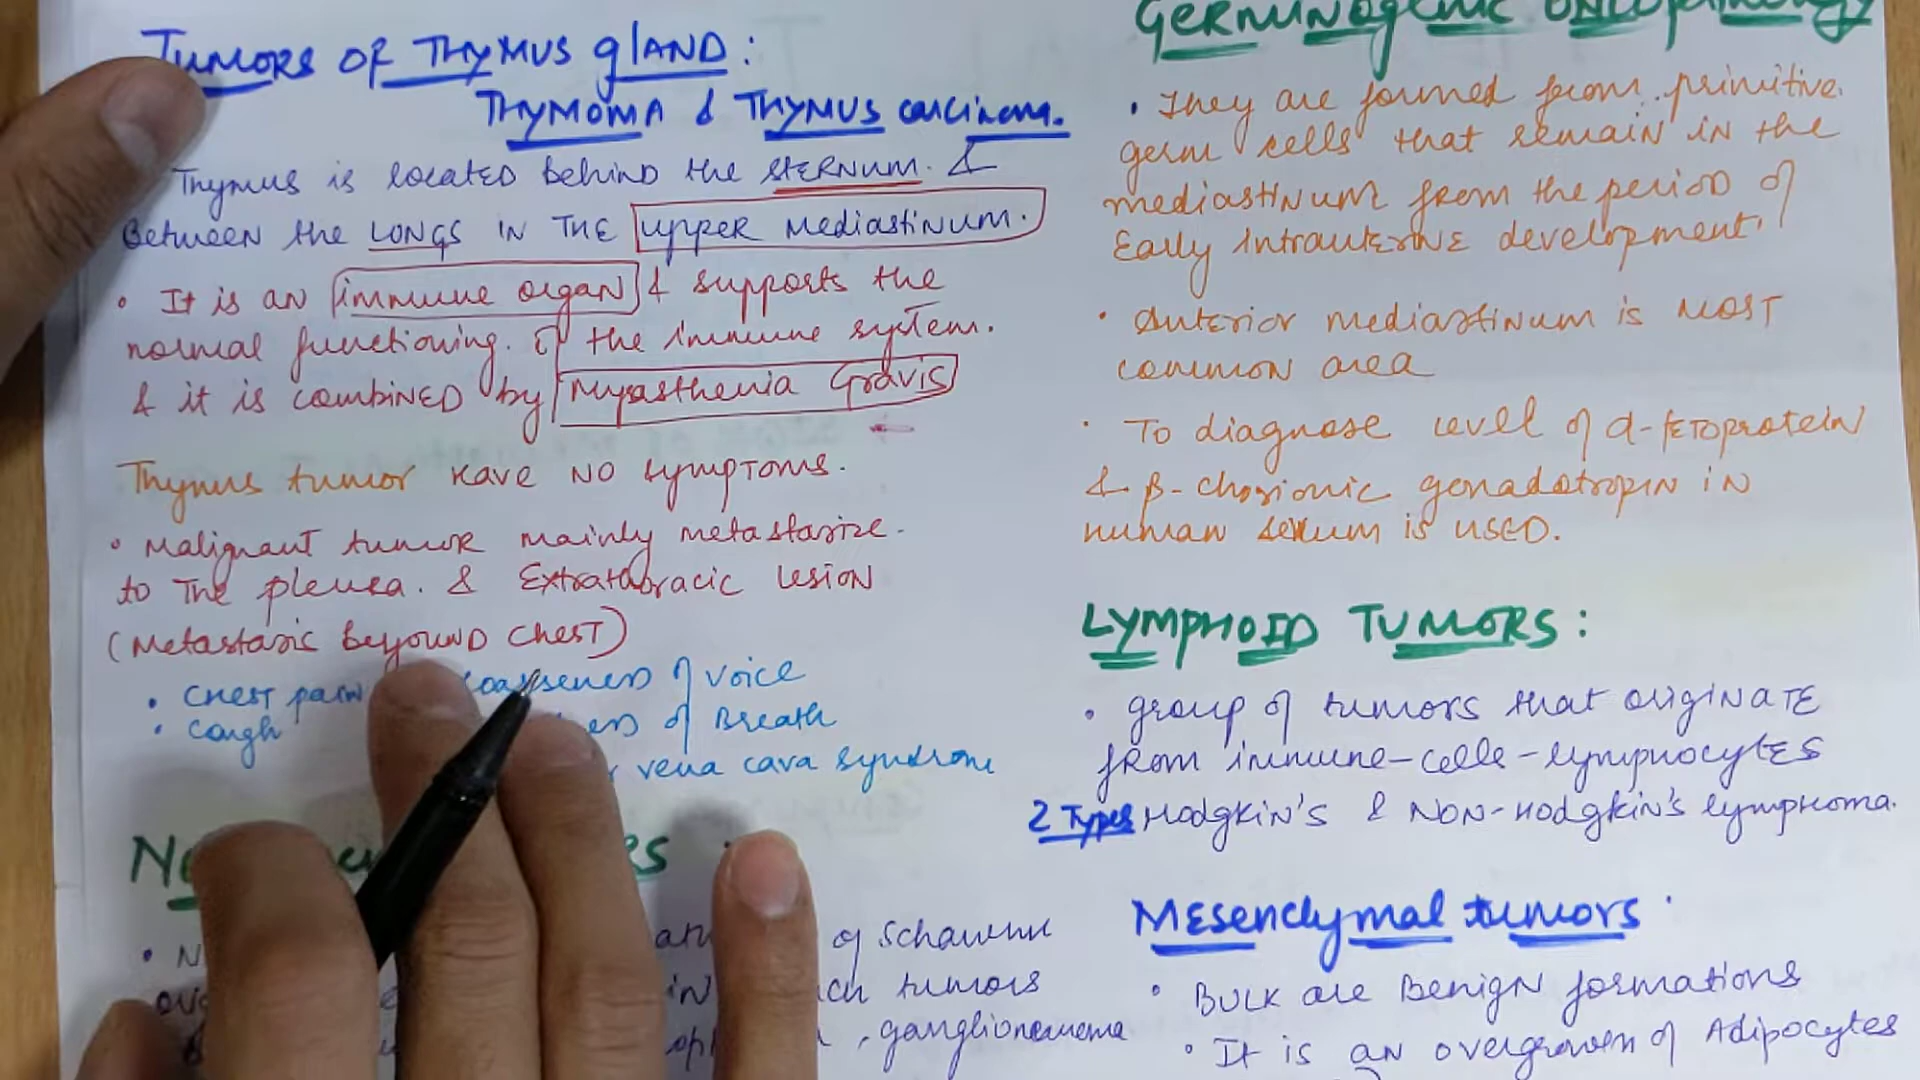 TUMORS OF THYMUS GLAND:
THYMOMA & THYMUS carcinoma.
Thymus is located behind the STERNUM. &
Between the LUNGS IN THE upper Mediastinum.
• It is an immune organ & supports the
normal functioning. of the immune system.
& it is combined by Myasthenia Gravis
Thymus tumor have NO symptoms.
• Malignant tumor mainly metastasize
to The pleura. & Extrathoracic Lesion
(Metastasis Beyound CHEST)
• CHEST pain
of voice
• Cough
of Breath
vena cava syndrome
of Schwann
tumors
, ganglioneuroma
• They are formed from primitive
germ cells that remain in the
mediastinum from the period of
Early intrauterine development.
• Anterior mediastinum is MOST
common area
• To diagnose level of α-fetoprotein
& β-chorionic gonadotropin in
human serum is used.
LYMPHOID TUMORS:
• group of tumors that originate
from immune-cells-lymphocytes
2 Types Hodgkin's & Non-Hodgkin's lymphoma.
Mesenchymal tumors
• BULK are Benign formations
• It is an overgrown of Adipocytes